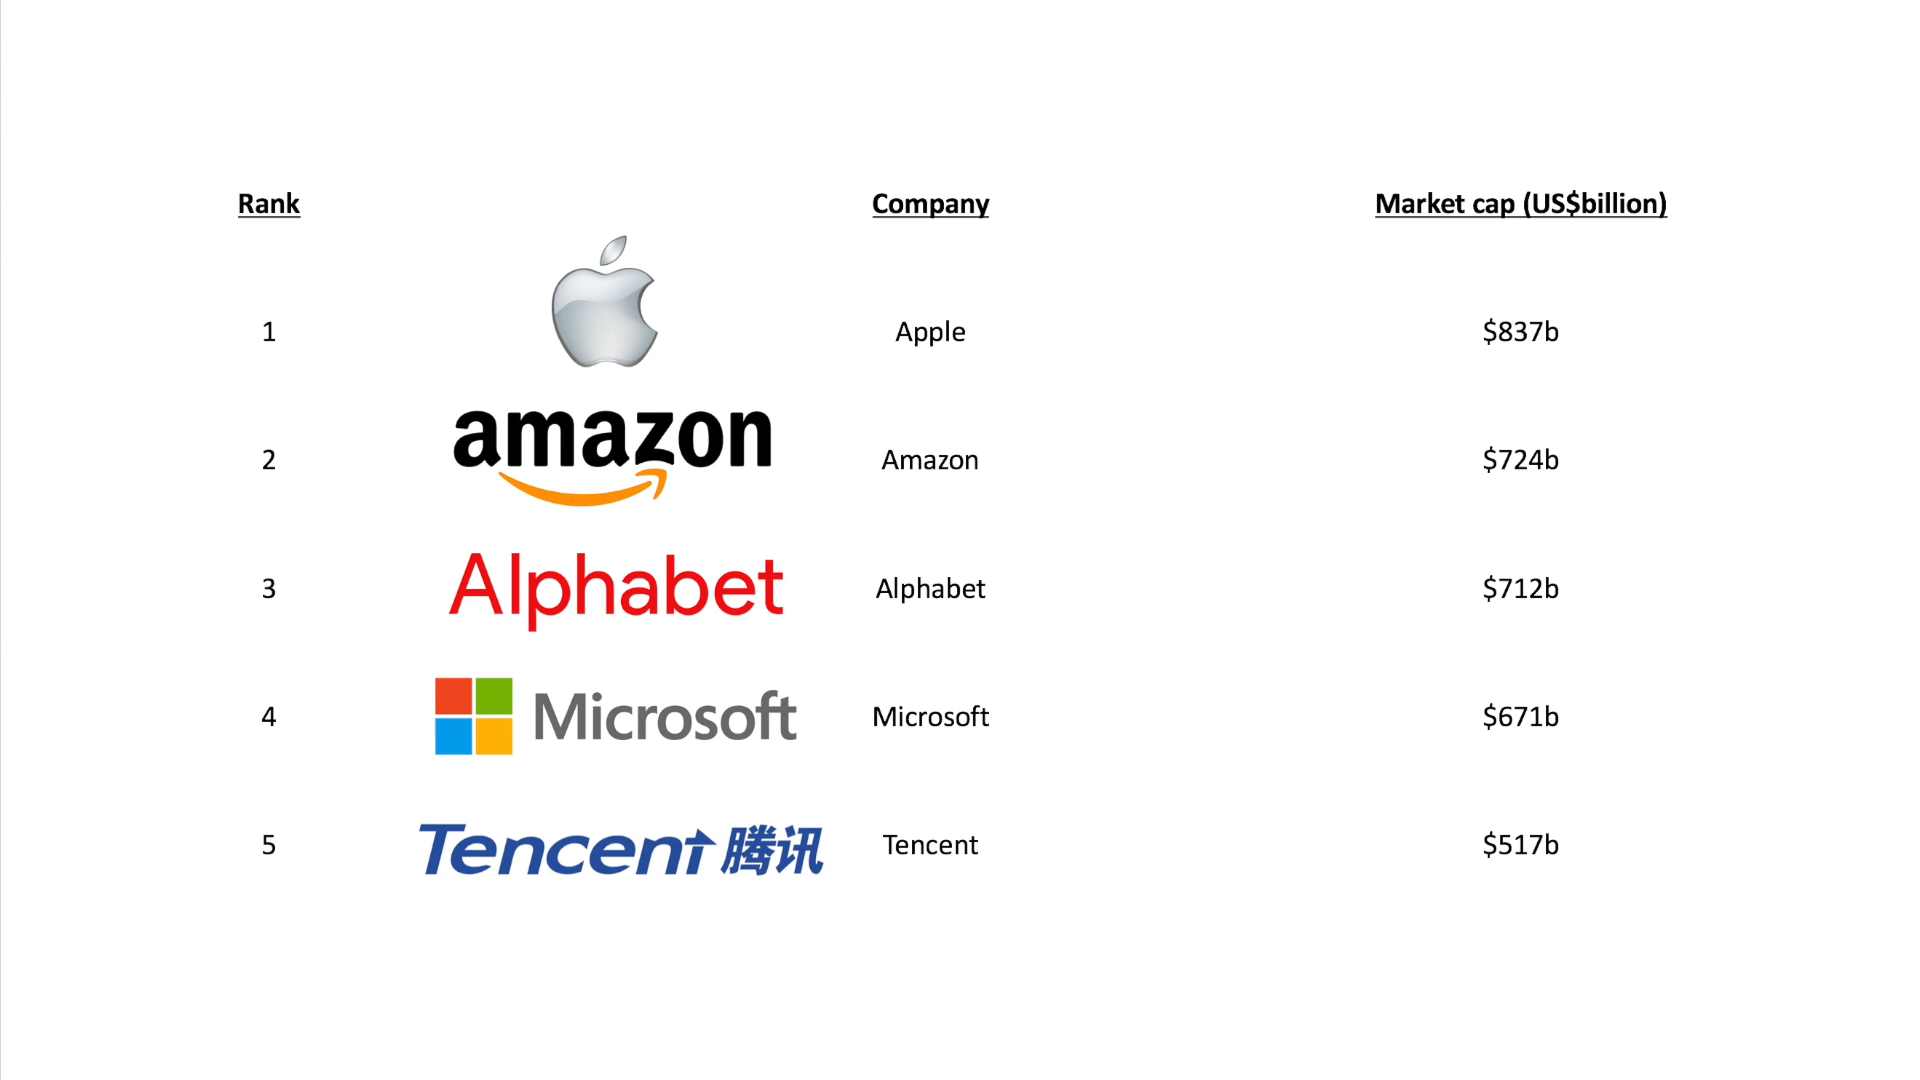 Rank Company Market cap (US$billion)
1 Apple $837b
amazon
2 Amazon $724b
Alphabet
3 Alphabet $712b
Microsoft
4 Microsoft $671b
Tencent 腾讯
5 Tencent $517b